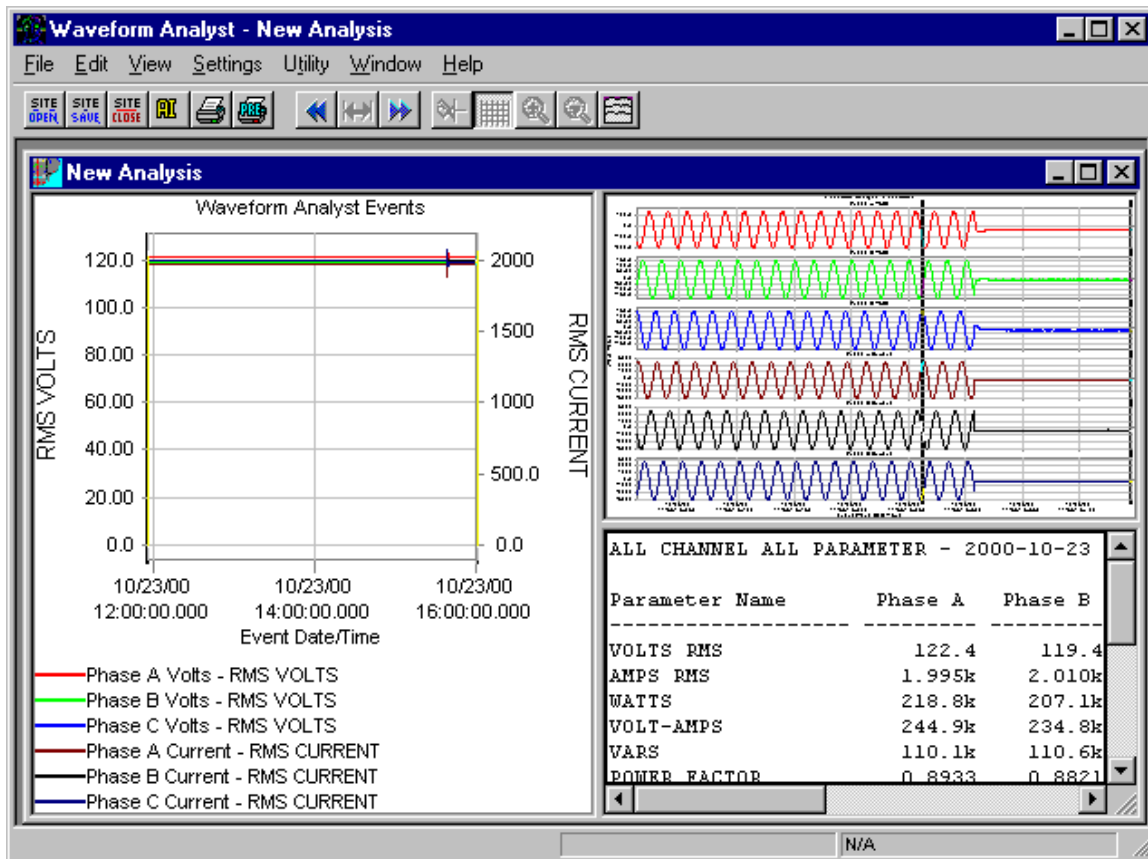 Waveform Analyst - New Analysis
File Edit View Settings Utility Window Help
SITE OPEN SITE SAVE SITE CLOSE AI PRE
New Analysis
Waveform Analyst Events
120.0 2000
100.0 1500
80.00
60.00 1000
40.00
20.00 500.0
0.0 0.0
RMS VOLTS
RMS CURRENT
10/23/00 10/23/00 10/23/00
12:00:00.000 14:00:00.000 16:00:00.000
Event Date/Time
Phase A Volts - RMS VOLTS
Phase B Volts - RMS VOLTS
Phase C Volts - RMS VOLTS
Phase A Current - RMS CURRENT
Phase B Current - RMS CURRENT
Phase C Current - RMS CURRENT
ALL CHANNEL ALL PARAMETER - 2000-10-23
Parameter Name Phase A Phase B
-------------------- --------- ---------
VOLTS RMS 122.4 119.4
AMPS RMS 1.995k 2.010k
WATTS 218.8k 207.1k
VOLT-AMPS 244.9k 234.8k
VARS 110.1k 110.6k
POWER FACTOR 0.8933 0.8821
N/A